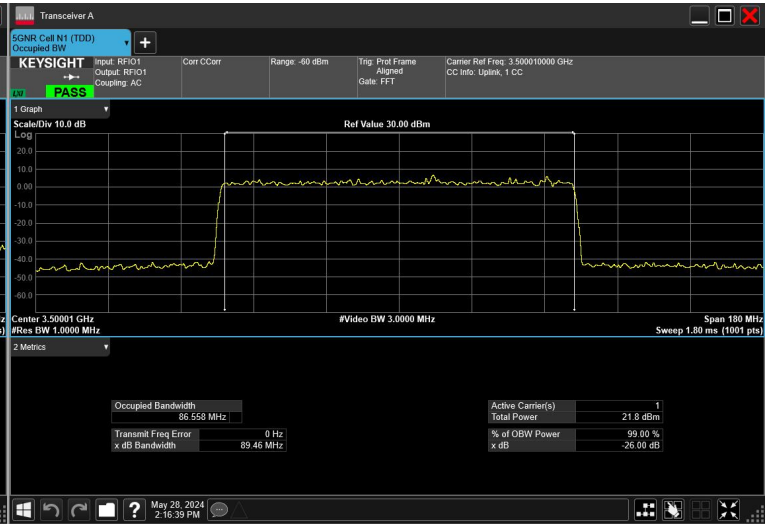 Transceiver A
5GNR Cell N1 (TDD)
Occupied BW
+
KEYSIGHT
LXI
PASS
Input: RFIO1
Output: RFIO1
Coupling: AC
Corr CCorr
Range: -60 dBm
Trig: Prot Frame
Aligned
Gate: FFT
Carrier Ref Freq: 3.500010000 GHz
CC Info: Uplink, 1 CC
1 Graph
Scale/Div 10.0 dB
Ref Value 30.00 dBm
Log
20.0
10.0
0.00
-10.0
-20.0
-30.0
-40.0
-50.0
-60.0
z
s)
Center 3.50001 GHz
#Video BW 3.0000 MHz
Span 180 MHz
#Res BW 1.0000 MHz
Sweep 1.80 ms (1001 pts)
2 Metrics
Occupied Bandwidth
86.558 MHz
Transmit Freq Error 0 Hz
x dB Bandwidth 89.46 MHz
Active Carrier(s) 1
Total Power 21.8 dBm
% of OBW Power 99.00 %
x dB -26.00 dB
?
May 28, 2024
2:16:39 PM